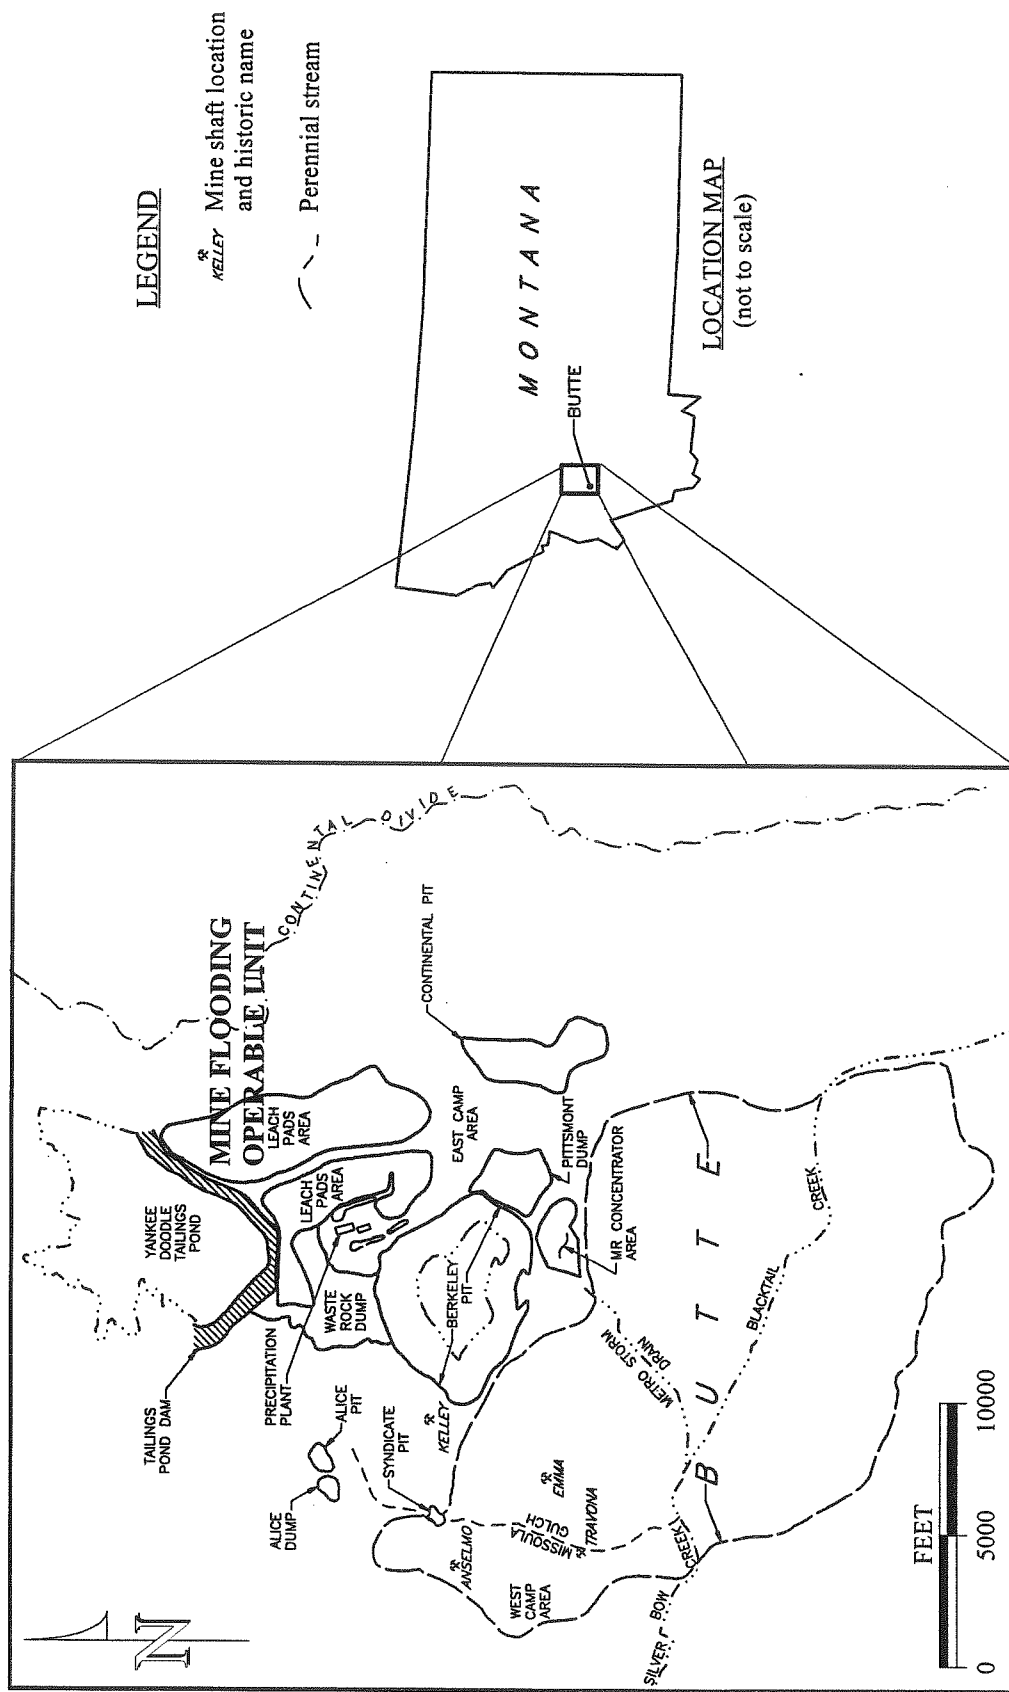 LEGEND
KELLEY Mine shaft location
and historic name
Perennial stream
MONTANA
BUTTE
LOCATION MAP
(not to scale)
N
TAILINGS
POND DAM
YANKEE
DOODLE
TAILINGS
POND
MINE FLOODING
OPERABLE UNIT
CONTINENTAL DIVIDE
LEACH
PADS
AREA
LEACH
PADS
AREA
PRECIPITATION
PLANT
WASTE
ROCK
DUMP
ALICE
DUMP
ALICE
PIT
SYNDICATE
PIT
KELLEY
BERKELEY
PIT
EAST CAMP
AREA
CONTINENTAL PIT
PITTSMONT
DUMP
MR CONCENTRATOR
AREA
ANSELMO
WEST
CAMP
AREA
MISSOULA
GULCH
EMMA
TRAVONA
METRO STORM
DRAIN
SILVER BOW
CREEK
BLACKTAIL
CREEK
BUTTE
FEET
0 5000 10000